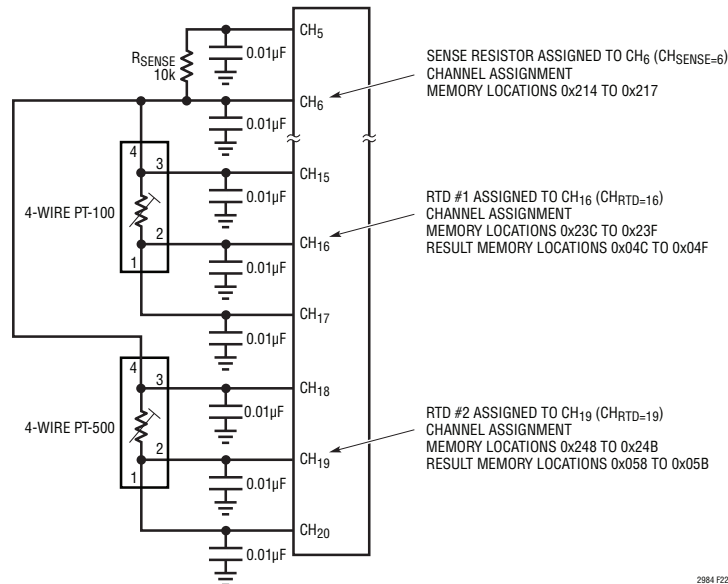 CH5
0.01µF
RSENSE
10k
CH6
0.01µF
SENSE RESISTOR ASSIGNED TO CH6 (CHSENSE=6)
CHANNEL ASSIGNMENT
MEMORY LOCATIONS 0x214 TO 0x217
4
3
CH15
0.01µF
4-WIRE PT-100
2
CH16
1
0.01µF
RTD #1 ASSIGNED TO CH16 (CHRTD=16)
CHANNEL ASSIGNMENT
MEMORY LOCATIONS 0x23C TO 0x23F
RESULT MEMORY LOCATIONS 0x04C TO 0x04F
CH17
0.01µF
4
3
CH18
0.01µF
4-WIRE PT-500
2
CH19
1
0.01µF
RTD #2 ASSIGNED TO CH19 (CHRTD=19)
CHANNEL ASSIGNMENT
MEMORY LOCATIONS 0x248 TO 0x24B
RESULT MEMORY LOCATIONS 0x058 TO 0x05B
CH20
0.01µF
2984 F22